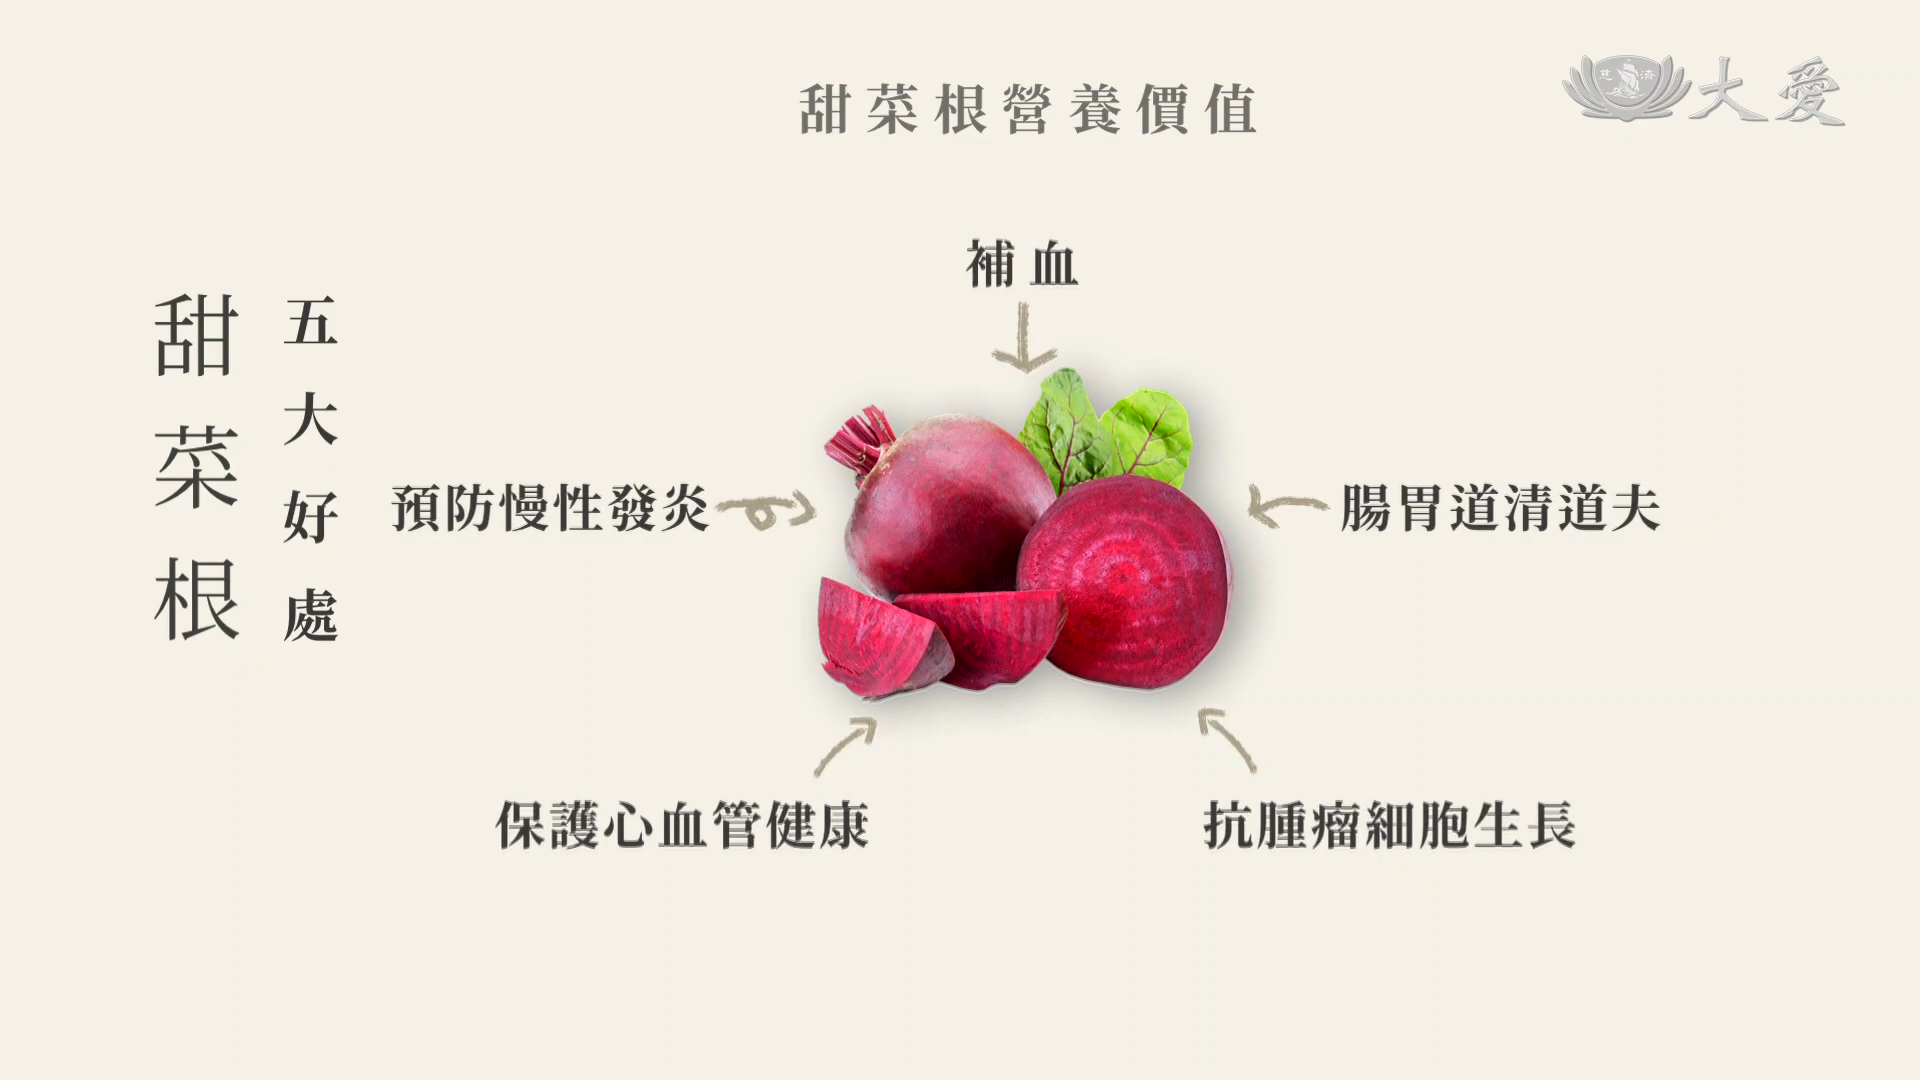 甜菜根營養價值
大愛
慈濟
甜菜根
五大好處
補血
預防慢性發炎
腸胃道清道夫
保護心血管健康
抗腫瘤細胞生長